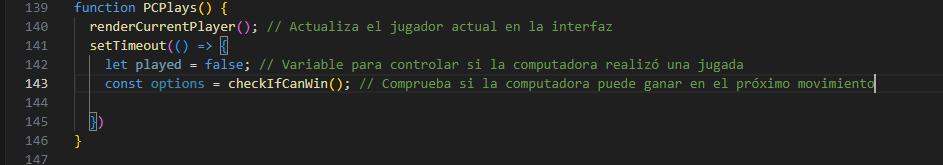 139 function PCPlays() {
140 renderCurrentPlayer(); // Actualiza el jugador actual en la interfaz
141 setTimeout(() => {
142 let played = false; // Variable para controlar si la computadora realizó una jugada
143 const options = checkIfCanWin(); // Comprueba si la computadora puede ganar en el próximo movimiento
144
145 })
146 }
147